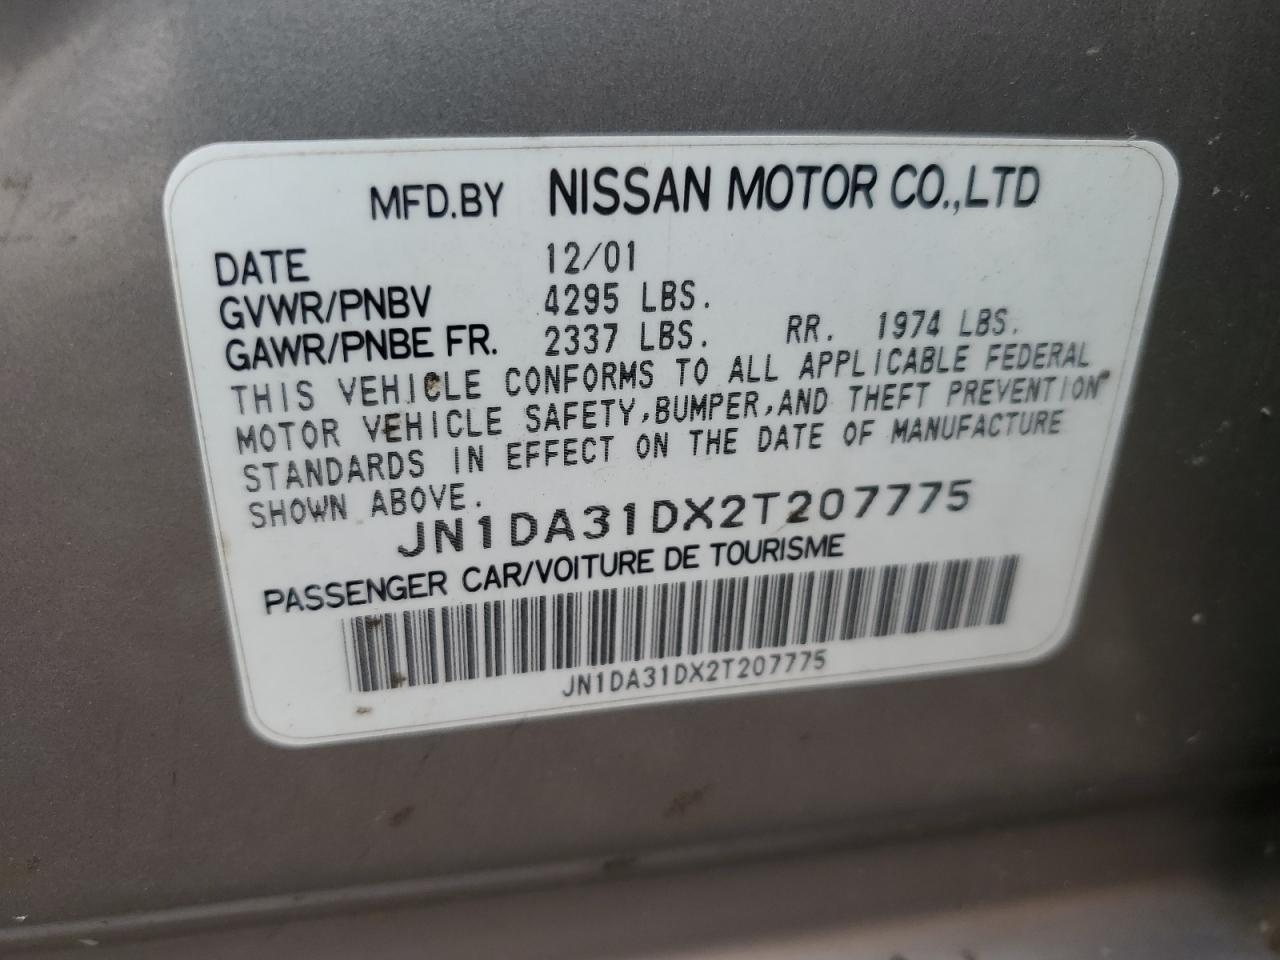 MFD.BY NISSAN MOTOR CO.,LTD
DATE 12/01
GVWR/PNBV 4295 LBS.
GAWR/PNBE FR. 2337 LBS. RR. 1974 LBS.
THIS VEHICLE CONFORMS TO ALL APPLICABLE FEDERAL
MOTOR VEHICLE SAFETY,BUMPER,AND THEFT PREVENTION
STANDARDS IN EFFECT ON THE DATE OF MANUFACTURE
SHOWN ABOVE.
JN1DA31DX2T207775
PASSENGER CAR/VOITURE DE TOURISME
JN1DA31DX2T207775